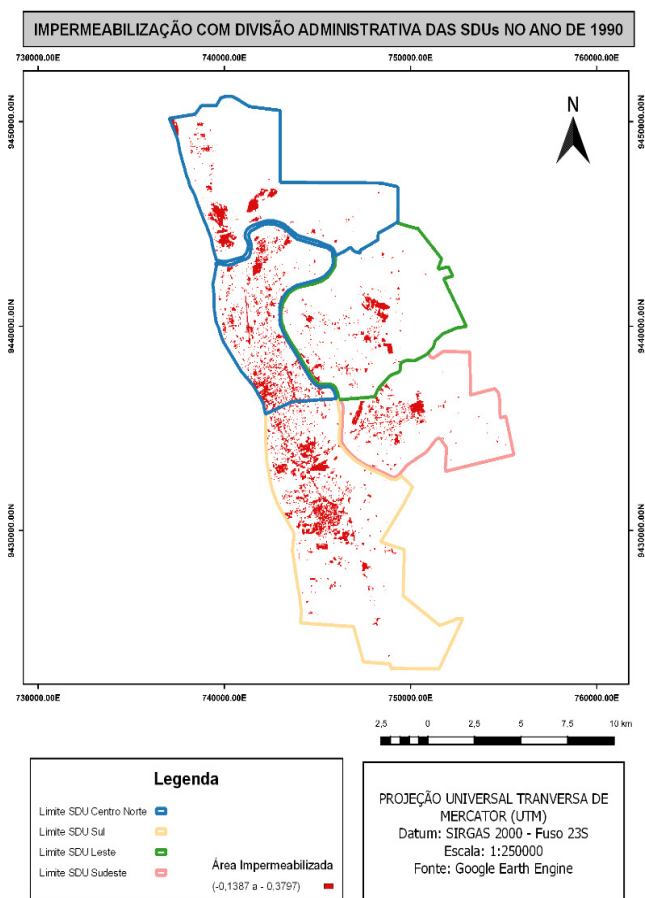 IMPERMEABILIZAÇÃO COM DIVISÃO ADMINISTRATIVA DAS SDUs NO ANO DE 1990
730000.00E 740000.00E 750000.00E 760000.00E
9450000.00N 9450000.00N
N
9440000.00N 9440000.00N
9430000.00N 9430000.00N
730000.00E 740000.00E 750000.00E 760000.00E
2,5 0 2,5 5 7,5 10 km
Legenda
Limite SDU Centro Norte
Limite SDU Sul
Limite SDU Leste
Limite SDU Sudeste
Área Impermeabilizada
(-0,1387 a - 0.3797)
PROJEÇÃO UNIVERSAL TRANVERSA DE
MERCATOR (UTM)
Datum: SIRGAS 2000 - Fuso 23S
Escala: 1:250000
Fonte: Google Earth Engine